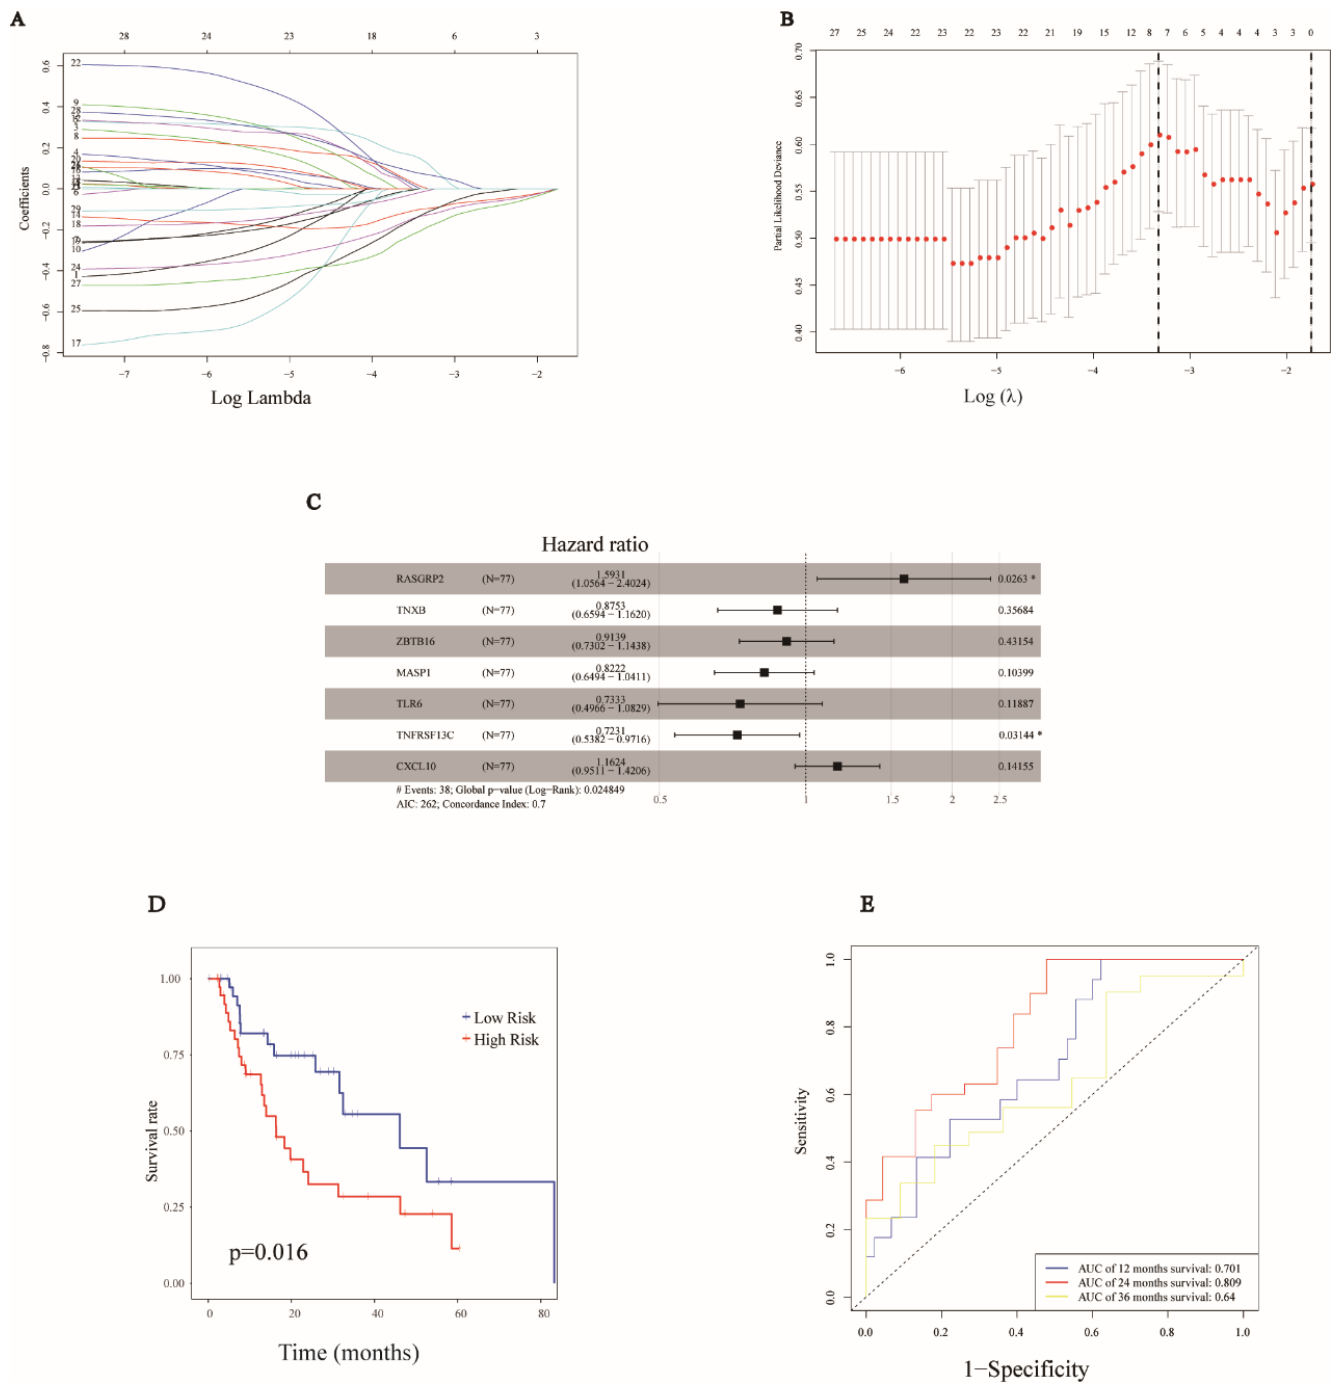 A
28 24 23 18 6 3
0.6
0.4
0.2
0.0
−0.2
−0.4
−0.6
−0.8
Coefficients
22
9
28
3
8
4
20
16
6
29
14
18
10
24
1
27
25
17
−7 −6 −5 −4 −3 −2
Log Lambda
B
27 25 24 24 22 23 23 22 22 21 19 15 12 8 7 6 5 4 4 4 3 3 0
0.70
0.65
0.60
0.55
0.50
0.45
0.40
Partial Likelihood Deviance
−6 −5 −4 −3 −2
Log (λ)
C
Hazard ratio
RASGRP2 (N=77) 1.5931 (1.0564 − 2.4024) 0.0263 *
TNXB (N=77) 0.8753 (0.6594 − 1.1620) 0.35684
ZBTB16 (N=77) 0.9139 (0.7302 − 1.1438) 0.43154
MASP1 (N=77) 0.8222 (0.6494 − 1.0411) 0.10399
TLR6 (N=77) 0.7333 (0.4966 − 1.0829) 0.11887
TNFRSF13C (N=77) 0.7231 (0.5382 − 0.9716) 0.03144 *
CXCL10 (N=77) 1.1624 (0.9511 − 1.4206) 0.14155
# Events: 38; Global p−value (Log−Rank): 0.024849
AIC: 262; Concordance Index: 0.7
0.5 1 1.5 2 2.5
D
1.00
0.75
0.50
0.25
0.00
Survival rate
Low Risk
High Risk
p=0.016
0 20 40 60 80
Time (months)
E
1.0
0.8
0.6
0.4
0.2
0.0
Sensitivity
AUC of 12 months survival: 0.701
AUC of 24 months survival: 0.809
AUC of 36 months survival: 0.64
0.0 0.2 0.4 0.6 0.8 1.0
1−Specificity